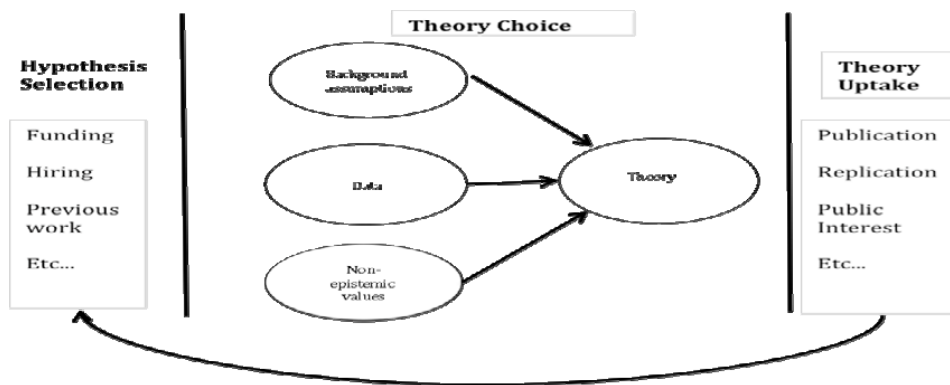 Theory Choice
Hypothesis
Selection
Funding
Hiring
Previous
work
Etc...
Background
assumptions
Data
Non-
epistemic
values
Theory
Theory
Uptake
Publication
Replication
Public
Interest
Etc...